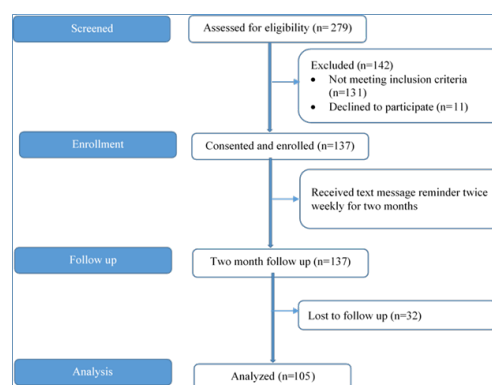 Screened
Assessed for eligibility (n= 279)
Excluded (n=142)
• Not meeting inclusion criteria
(n=131)
• Declined to participate (n=11)
Enrollment
Consented and enrolled (n=137)
Received text message reminder twice
weekly for two months
Follow up
Two month follow up (n=137)
Lost to follow up (n=32)
Analysis
Analyzed (n=105)